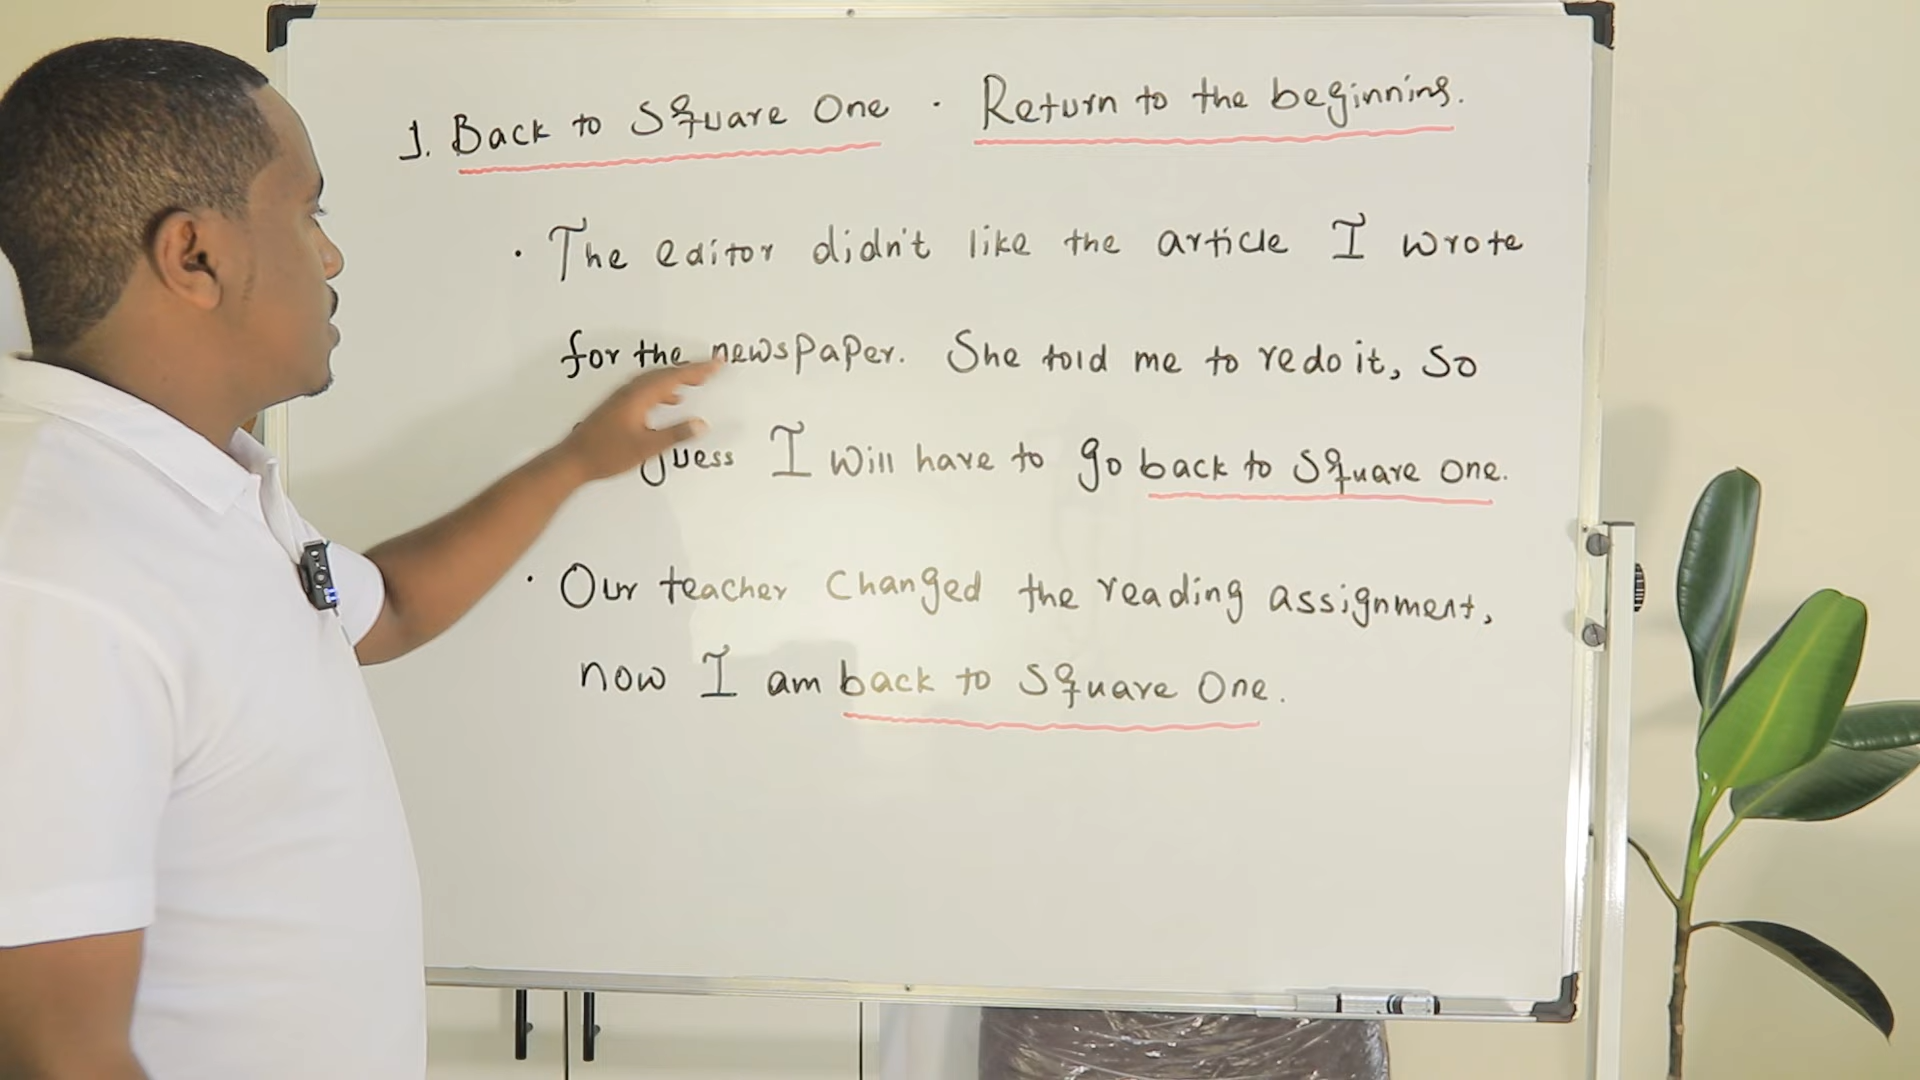 1. Back to Square One · Return to the beginning.
· The editor didn't like the article I wrote
for the newspaper. She told me to redo it, So
guess I will have to go back to square one.
· Our teacher changed the reading assignment,
now I am back to square One.